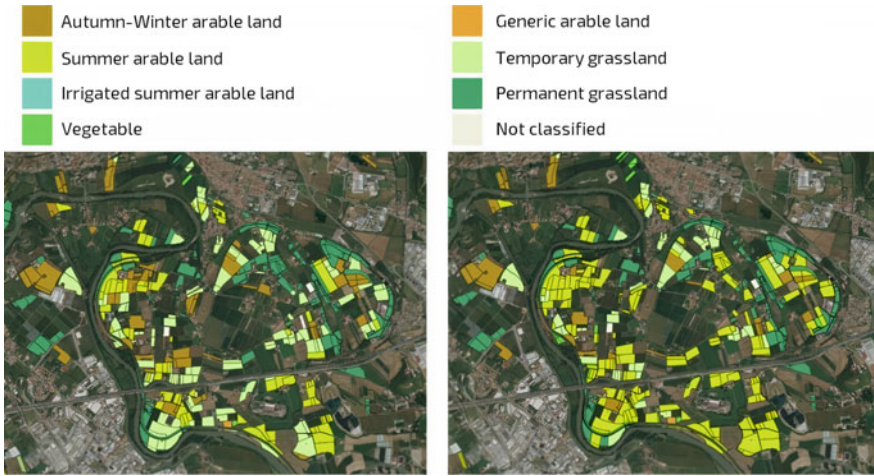 Autumn-Winter arable land
Summer arable land
Irrigated summer arable land
Vegetable
Generic arable land
Temporary grassland
Permanent grassland
Not classified